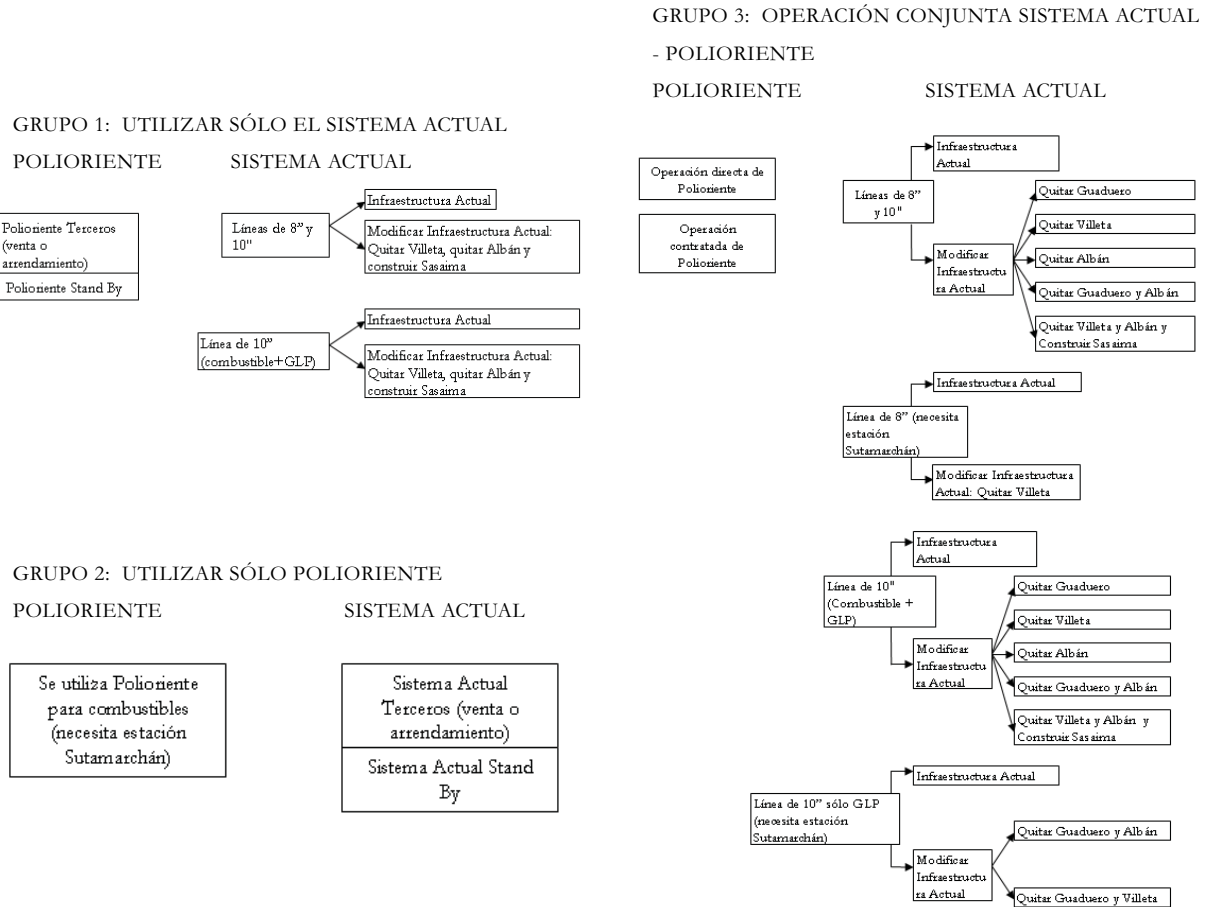 GRUPO 1: UTILIZAR SÓLO EL SISTEMA ACTUAL
POLIORIENTE SISTEMA ACTUAL
Polioriente Terceros
(venta o
arrendamiento)
Polioriente Stand By
Líneas de 8” y
10"
Infraestructura Actual
Modificar Infraestructura Actual:
Quitar Villeta, quitar Albán y
construir Sasaima
Línea de 10”
(combustible+GLP)
Infraestructura Actual
Modificar Infraestructura Actual:
Quitar Villeta, quitar Albán y
construir Sasaima
GRUPO 2: UTILIZAR SÓLO POLIORIENTE
POLIORIENTE SISTEMA ACTUAL
Se utiliza Polioriente
para combustibles
(necesita estación
Sutamarchán)
Sistema Actual
Terceros (venta o
arrendamiento)
Sistema Actual Stand
By
GRUPO 3: OPERACIÓN CONJUNTA SISTEMA ACTUAL
- POLIORIENTE
POLIORIENTE SISTEMA ACTUAL
Operación directa de
Polioriente
Operación
contratada de
Polioriente
Líneas de 8”
y 10"
Infraestructura
Actual
Modificar
Infraestructu
ra Actual
Quitar Guaduero
Quitar Villeta
Quitar Albán
Quitar Guaduero y Albán
Quitar Villeta y Albán y
Construir Sasaima
Línea de 8” (necesita
estación
Sutamarchán)
Infraestructura Actual
Modificar Infraestructura
Actual: Quitar Villeta
Línea de 10"
(Combustible +
GLP)
Infraestructura
Actual
Modificar
Infraestructu
ra Actual
Quitar Guaduero
Quitar Villeta
Quitar Albán
Quitar Guaduero y Albán
Quitar Villeta y Albán y
Construir Sasaima
Línea de 10” sólo GLP
(necesita estación
Sutamarchán)
Infraestructura Actual
Modificar
Infraestructu
ra Actual
Quitar Guaduero y Albán
Quitar Guaduero y Villeta